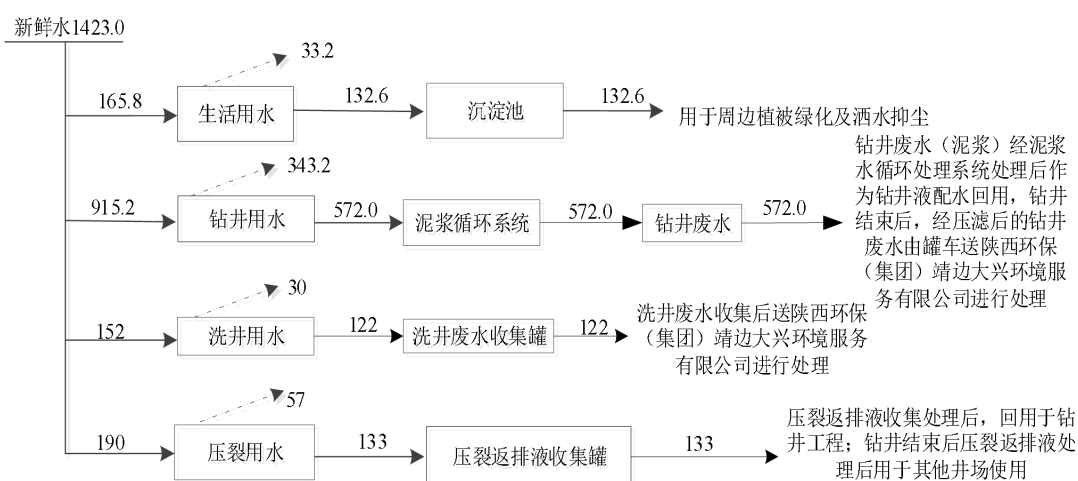 新鲜水1423.0
33.2
165.8
生活用水
132.6
沉淀池
132.6
用于周边植被绿化及洒水抑尘
343.2
915.2
钻井用水
572.0
泥浆循环系统
572.0
钻井废水
572.0
钻井废水（泥浆）经泥浆
水循环处理系统处理后作
为钻井液配水回用，钻井
结束后，经压滤后的钻井
废水由罐车送陕西环保
（集团）靖边大兴环境服
务有限公司进行处理
30
152
洗井用水
122
洗井废水收集罐
122
洗井废水收集后送陕西环保
（集团）靖边大兴环境服务
有限公司进行处理
57
190
压裂用水
133
压裂返排液收集罐
133
压裂返排液收集处理后，回用于钻
井工程；钻井结束后压裂返排液处
理后用于其他井场使用